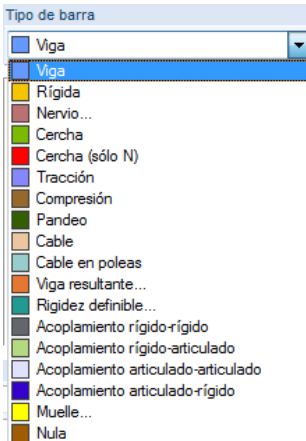 Tipo de barra
Viga
Viga
Rígida
Nervio...
Cercha
Cercha (sólo N)
Tracción
Compresión
Pandeo
Cable
Cable en poleas
Viga resultante...
Rigidez definible...
Acoplamiento rígido-rígido
Acoplamiento rígido-articulado
Acoplamiento articulado-articulado
Acoplamiento articulado-rígido
Muelle...
Nula